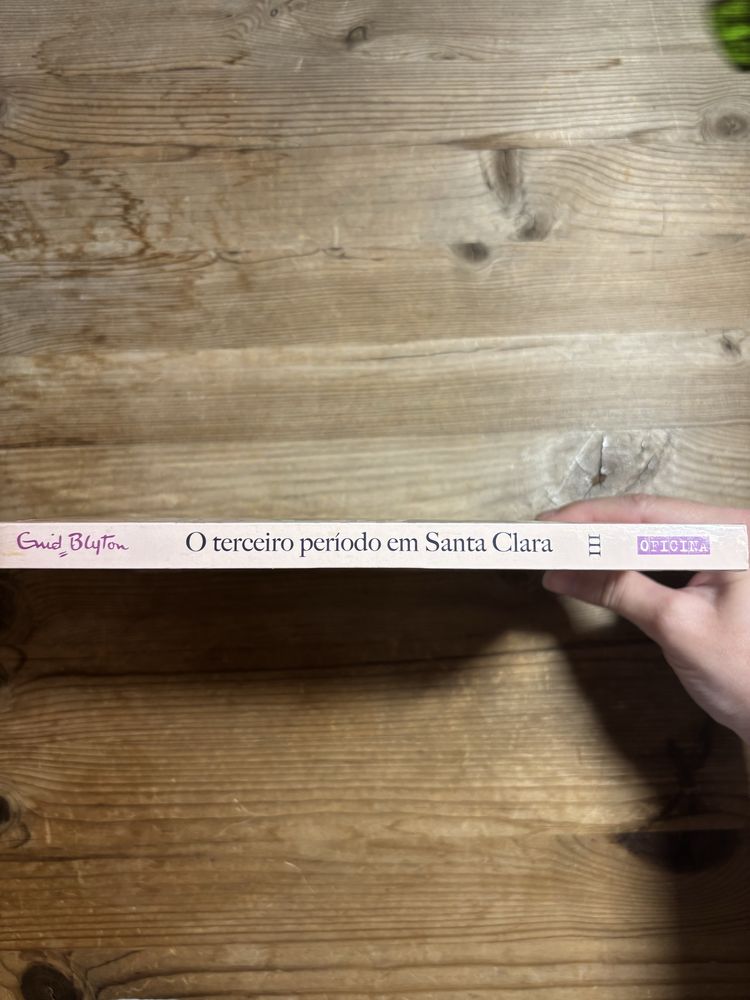 Enid Blyton O terceiro período em Santa Clara III OFICINA